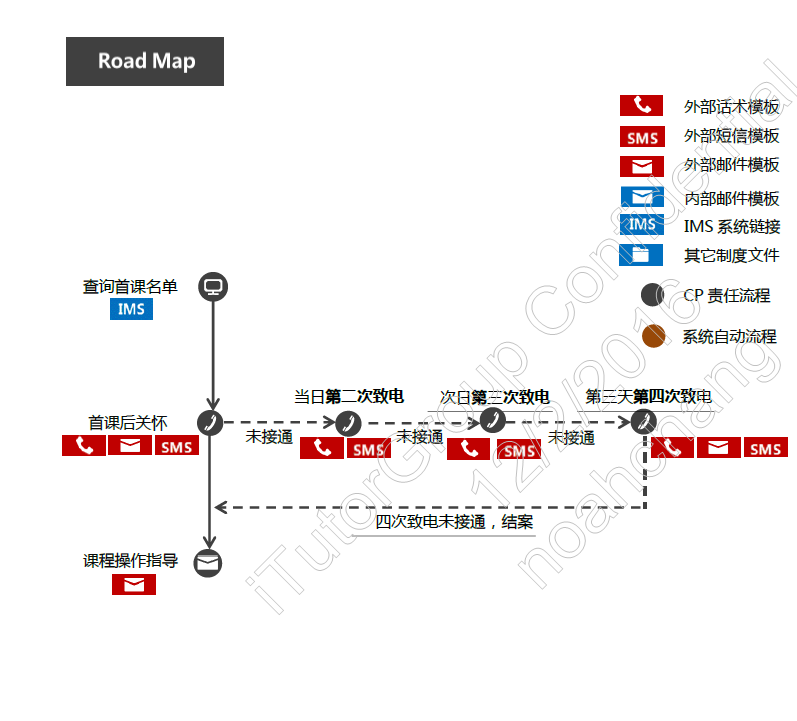 Road Map
外部话术模板
SMS 外部短信模板
外部邮件模板
内部邮件模板
IMS IMS 系统链接
其它制度文件
CP 责任流程
系统自动流程
查询首课名单
IMS
当日第二次致电
次日第三次致电
第三天第四次致电
首课后关怀
未接通
未接通
未接通
SMS
SMS
SMS
SMS
四次致电未接通，结案
课程操作指导
iTutorGroup Confidential
12/2/2016
noahchang